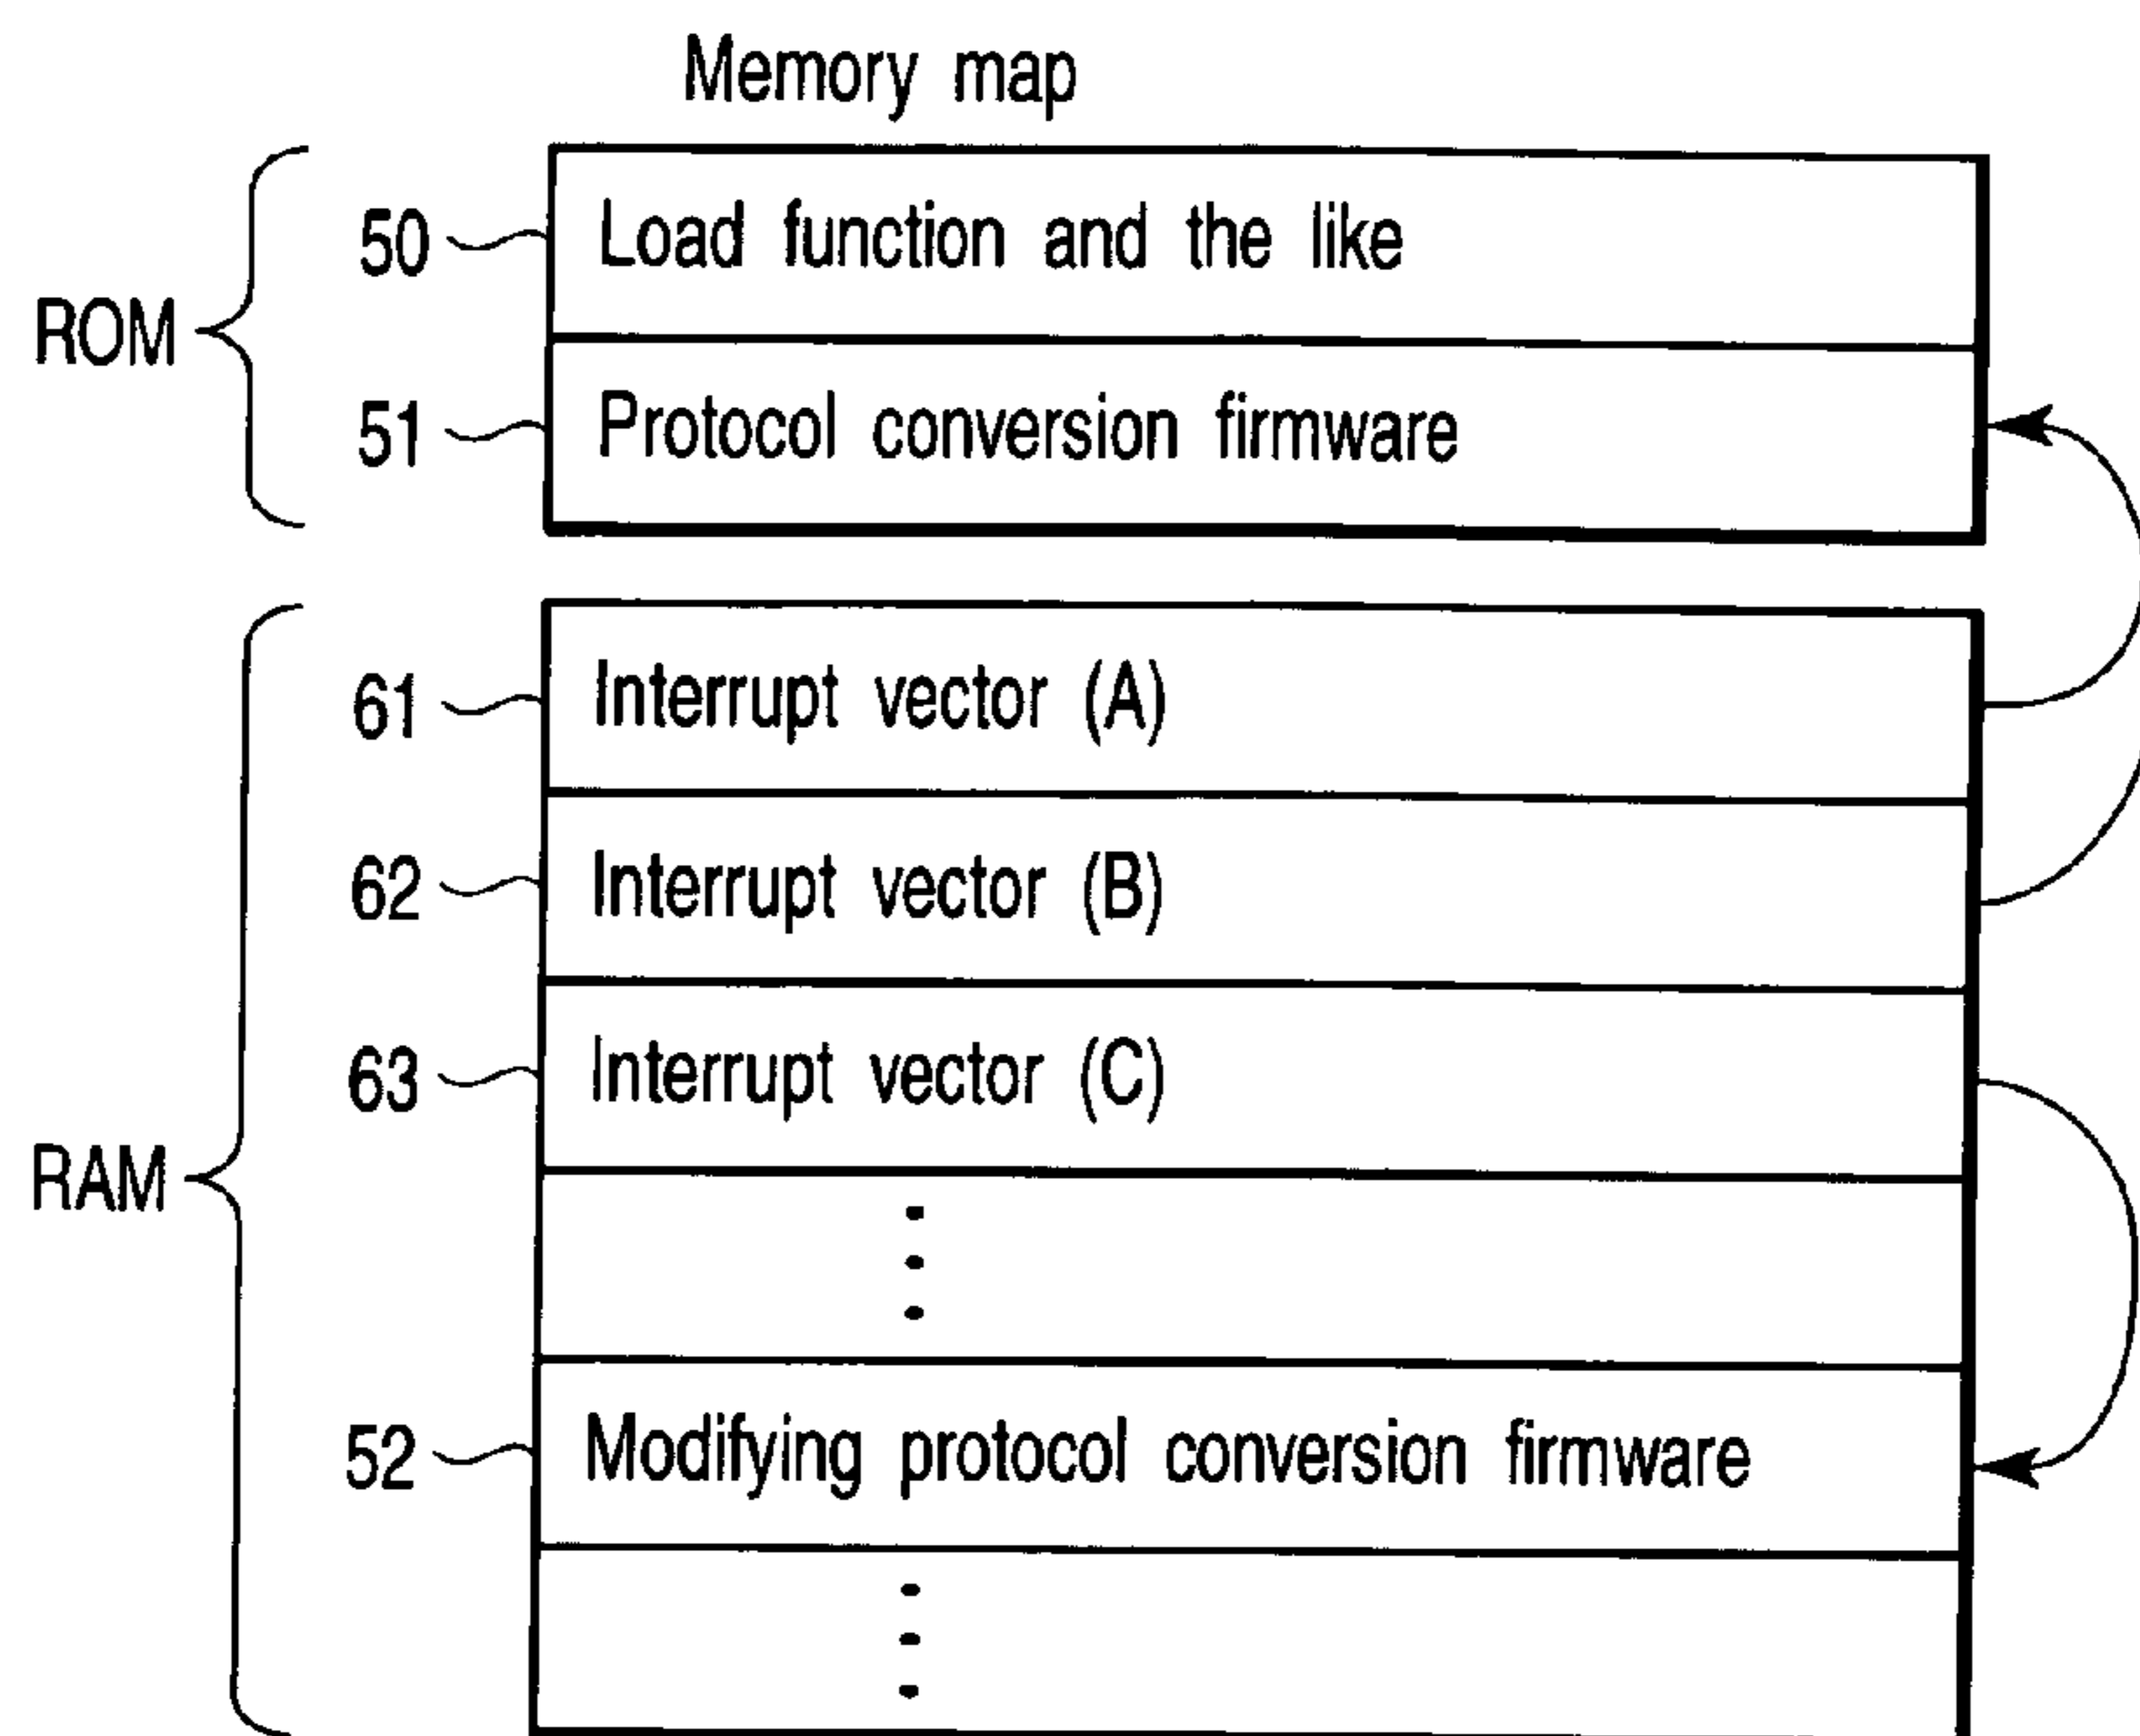 Memory map
ROM
50
Load function and the like
51
Protocol conversion firmware
RAM
61
Interrupt vector (A)
62
Interrupt vector (B)
63
Interrupt vector (C)
52
Modifying protocol conversion firmware